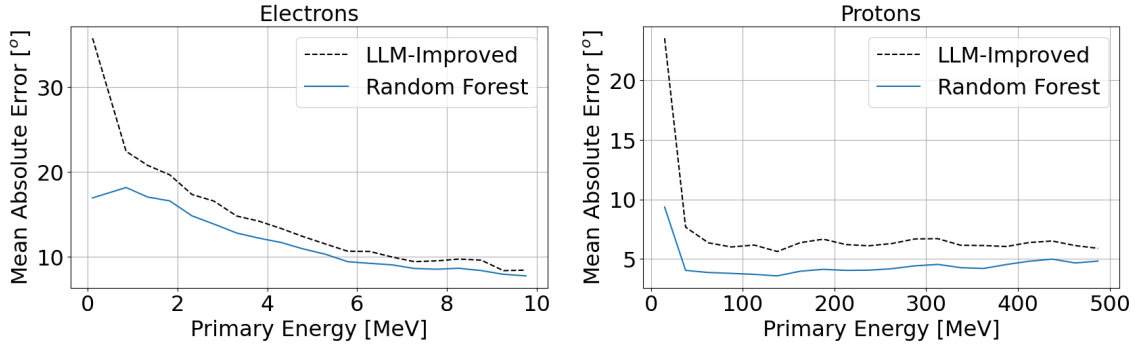 Electrons
Mean Absolute Error [°]
30
20
10
LLM-Improved
Random Forest
0
2
4
6
8
10
Primary Energy [MeV]
Protons
Mean Absolute Error [°]
20
15
10
5
LLM-Improved
Random Forest
0
100
200
300
400
500
Primary Energy [MeV]